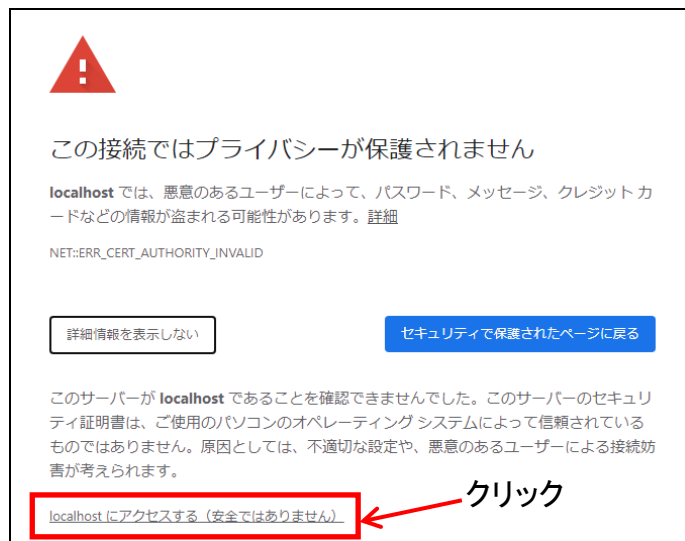 この接続ではプライバシーが保護されません
localhost では、悪意のあるユーザーによって、パスワード、メッセージ、クレジット カ
ードなどの情報が盗まれる可能性があります。詳細
NET::ERR_CERT_AUTHORITY_INVALID
詳細情報を表示しない
セキュリティで保護されたページに戻る
このサーバーが localhost であることを確認できませんでした。このサーバーのセキュリ
ティ証明書は、ご使用のパソコンのオペレーティング システムによって信頼されている
ものではありません。原因としては、不適切な設定や、悪意のあるユーザーによる接続妨
害が考えられます。
クリック
localhost にアクセスする（安全ではありません）